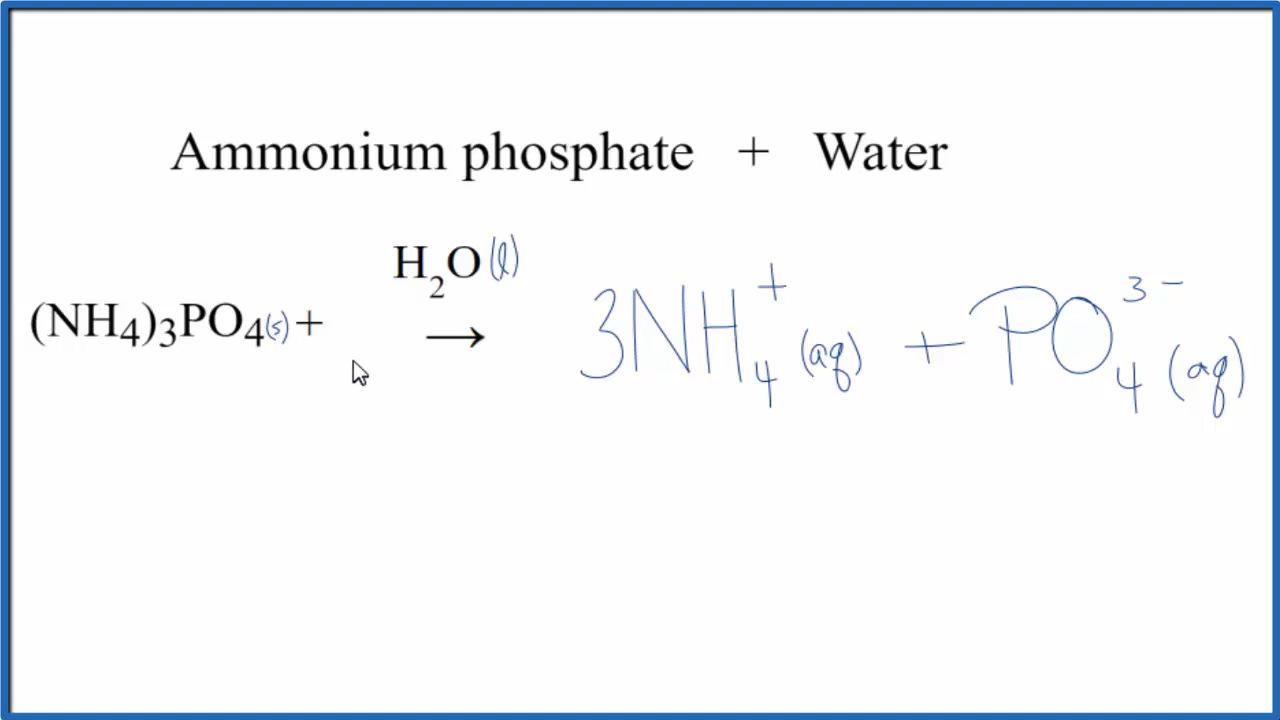 Ammonium phosphate + Water
H₂O(l)
(NH₄)₃PO₄(s) + → 3NH₄⁺(aq) + PO₄³⁻(aq)